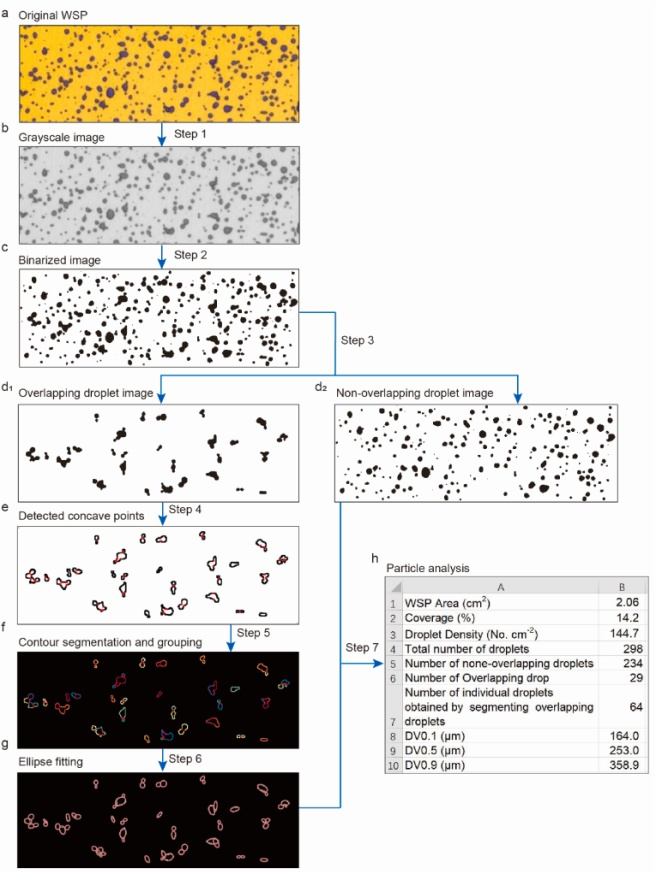 a
Original WSP
b
Step 1
Grayscale image
c
Step 2
Binarized image
Step 3
d₁
Overlapping droplet image
d₂
Non-overlapping droplet image
e
Step 4
Detected concave points
f
Step 5
Contour segmentation and grouping
g
Step 6
Ellipse fitting
Step 7
h
Particle analysis
A B
1 WSP Area (cm²) 2.06
2 Coverage (%) 14.2
3 Droplet Density (No. cm⁻²) 144.7
4 Total number of droplets 298
5 Number of none-overlapping droplets 234
6 Number of Overlapping drop 29
Number of individual droplets
obtained by segmenting overlapping 64
7 droplets
8 DV0.1 (μm) 164.0
9 DV0.5 (μm) 253.0
10 DV0.9 (μm) 358.9